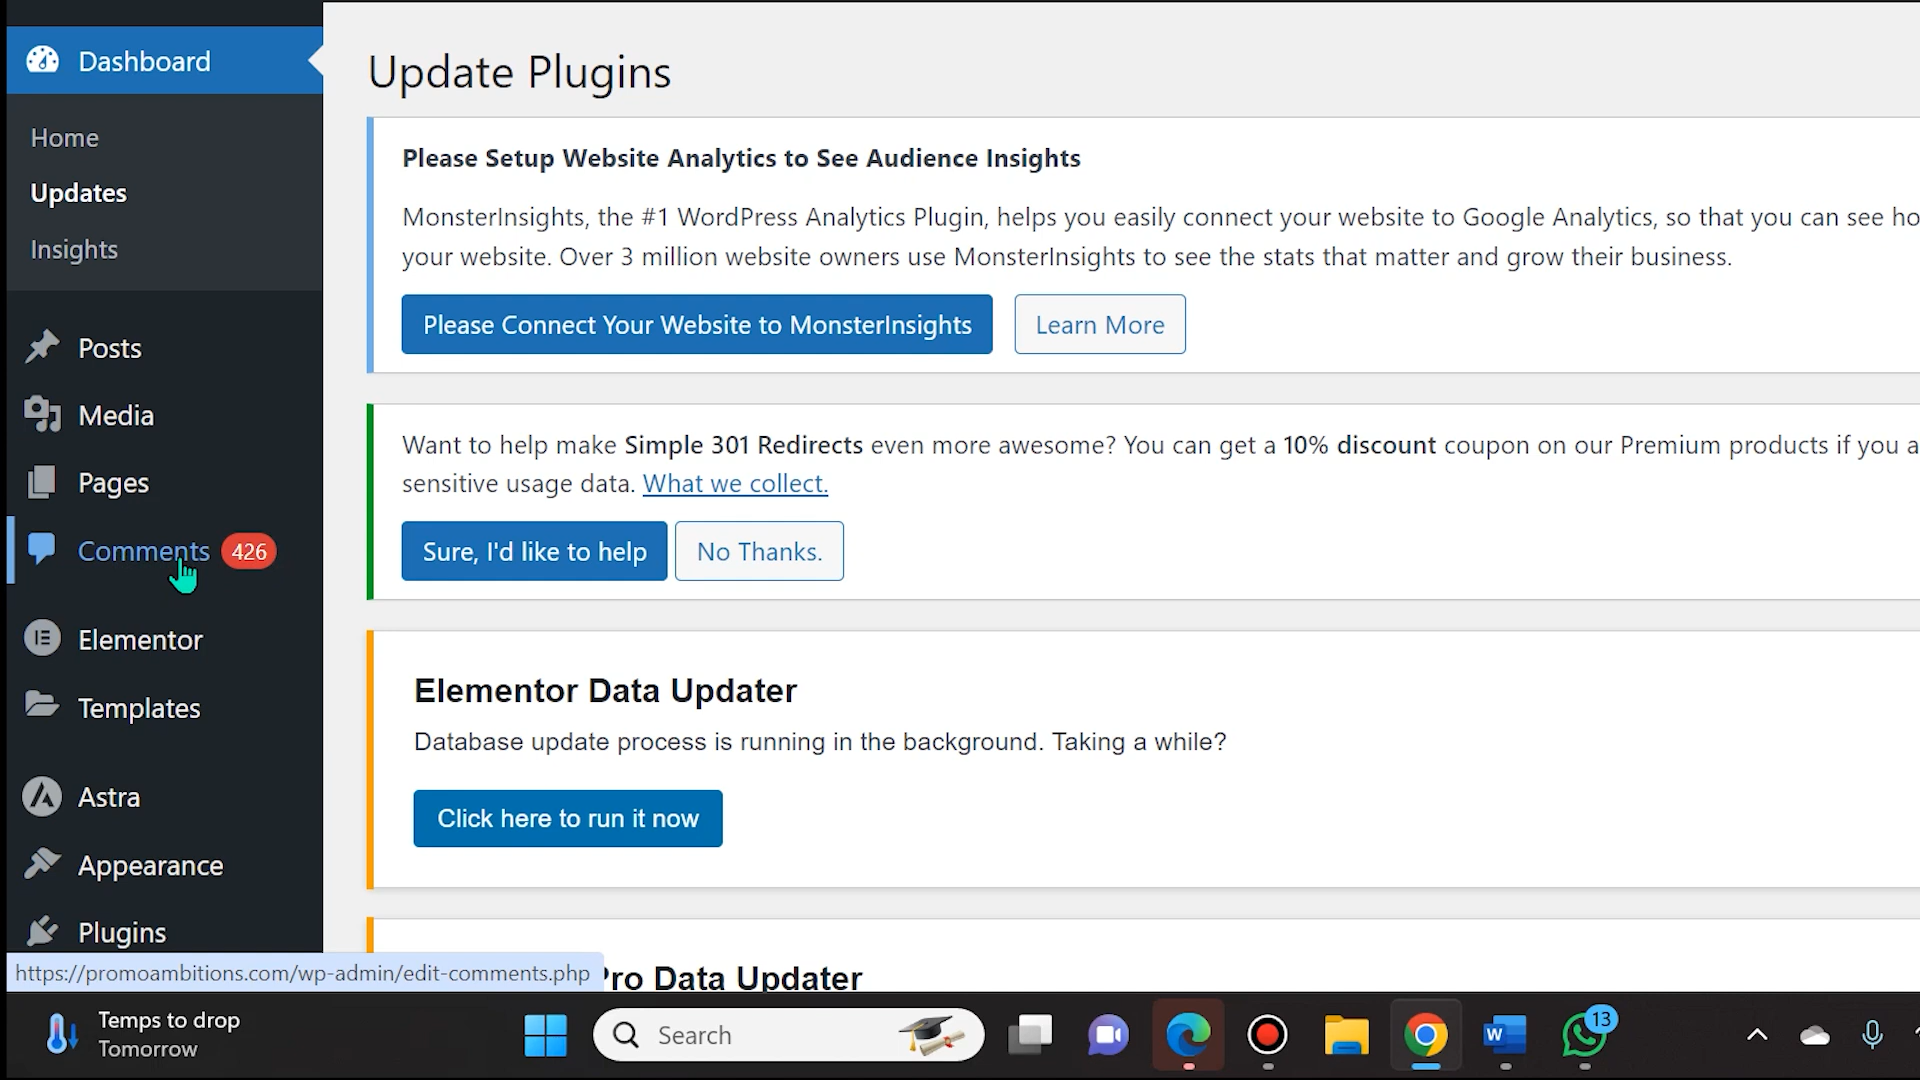 Dashboard
Home
Updates
Insights
Posts
Media
Pages
Comments 426
Elementor
Templates
Astra
Appearance
Plugins
Update Plugins
Please Setup Website Analytics to See Audience Insights
MonsterInsights, the #1 WordPress Analytics Plugin, helps you easily connect your website to Google Analytics, so that you can see ho
your website. Over 3 million website owners use MonsterInsights to see the stats that matter and grow their business.
Please Connect Your Website to MonsterInsights
Learn More
Want to help make Simple 301 Redirects even more awesome? You can get a 10% discount coupon on our Premium products if you a
sensitive usage data. What we collect.
Sure, I'd like to help
No Thanks.
Elementor Data Updater
Database update process is running in the background. Taking a while?
Click here to run it now
ro Data Updater
https://promoambitions.com/wp-admin/edit-comments.php
Temps to drop
Tomorrow
Search
W
13